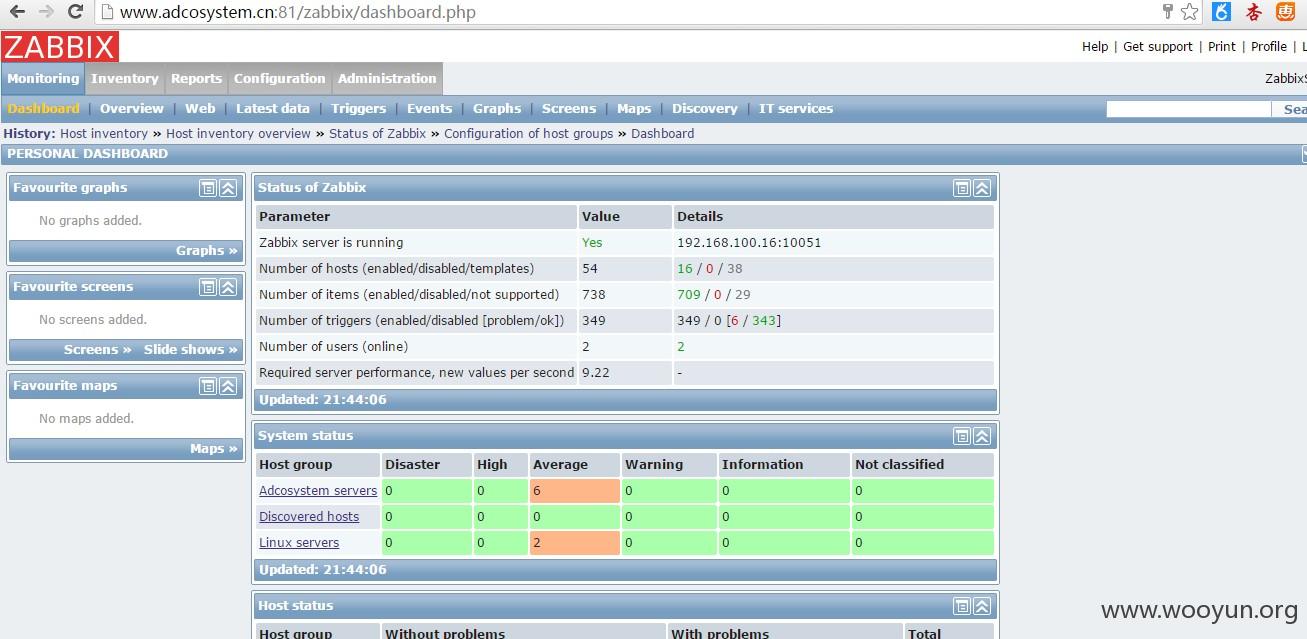 www.adcosystem.cn:81/zabbix/dashboard.php
ZABBIX
Help | Get support | Print | Profile |
Monitoring Inventory Reports Configuration Administration
Dashboard | Overview | Web | Latest data | Triggers | Events | Graphs | Screens | Maps | Discovery | IT services
History: Host inventory » Host inventory overview » Status of Zabbix » Configuration of host groups » Dashboard
PERSONAL DASHBOARD
Favourite graphs
No graphs added.
Graphs »
Favourite screens
No screens added.
Screens » Slide shows »
Favourite maps
No maps added.
Maps »
Status of Zabbix
Parameter Value Details
Zabbix server is running Yes 192.168.100.16:10051
Number of hosts (enabled/disabled/templates) 54 16 / 0 / 38
Number of items (enabled/disabled/not supported) 738 709 / 0 / 29
Number of triggers (enabled/disabled [problem/ok]) 349 349 / 0 [6 / 343]
Number of users (online) 2 2
Required server performance, new values per second 9.22 -
Updated: 21:44:06
System status
Host group Disaster High Average Warning Information Not classified
Adcosystem servers 0 0 6 0 0 0
Discovered hosts 0 0 0 0 0 0
Linux servers 0 0 2 0 0 0
Updated: 21:44:06
Host status
Host group Without problems With problems Total
www.wooyun.org